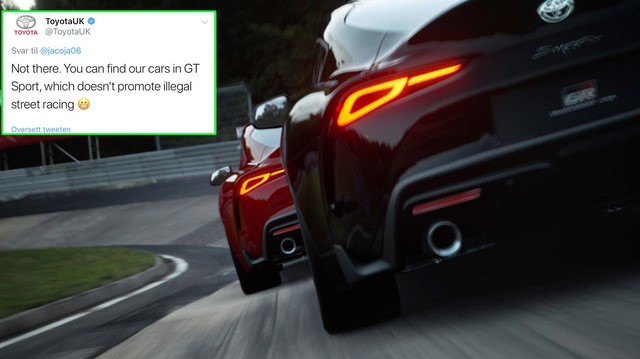 ToyotaUK
@ToyotaUK
TOYOTA
Svar til @jacoja06
Not there. You can find our cars in GT
Sport, which doesn't promote illegal
street racing 😁
Oversett tweeten
Supra
GR